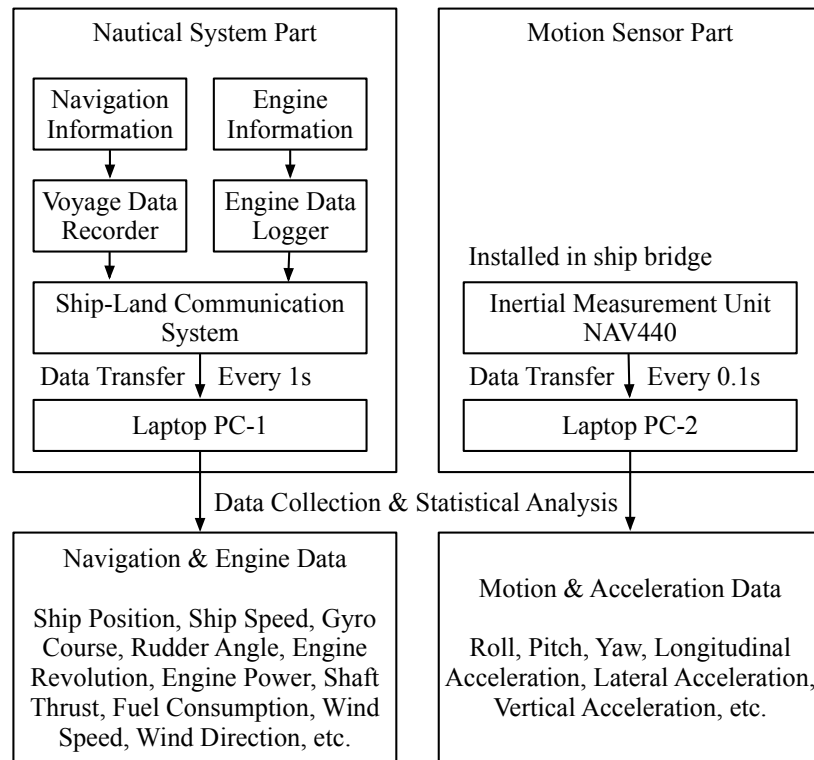 Nautical System Part
Navigation
Information
Engine
Information
Voyage Data
Recorder
Engine Data
Logger
Ship-Land Communication
System
Data Transfer Every 1s
Laptop PC-1
Motion Sensor Part
Installed in ship bridge
Inertial Measurement Unit
NAV440
Data Transfer Every 0.1s
Laptop PC-2
Data Collection & Statistical Analysis
Navigation & Engine Data
Ship Position, Ship Speed, Gyro
Course, Rudder Angle, Engine
Revolution, Engine Power, Shaft
Thrust, Fuel Consumption, Wind
Speed, Wind Direction, etc.
Motion & Acceleration Data
Roll, Pitch, Yaw, Longitudinal
Acceleration, Lateral Acceleration,
Vertical Acceleration, etc.